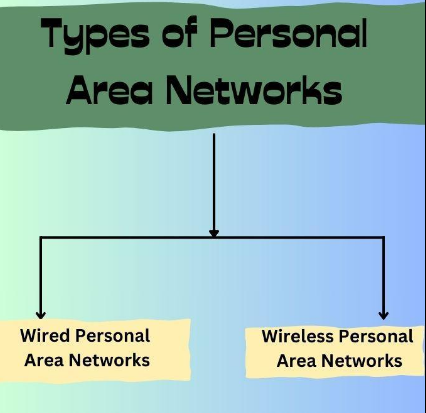 Types of Personal
Area Networks
Wired Personal
Area Networks
Wireless Personal
Area Networks